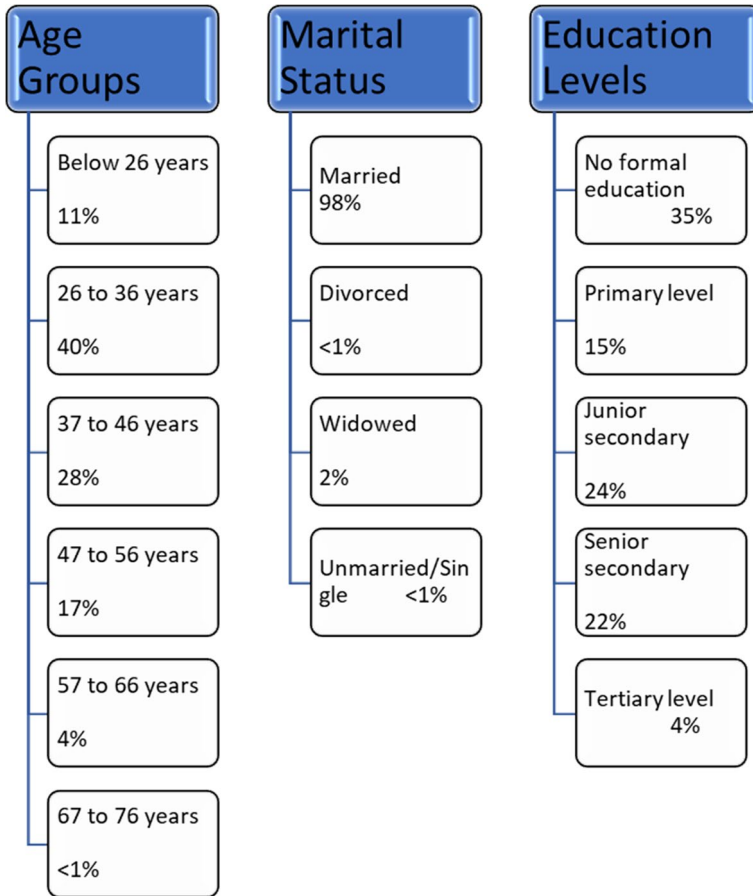 Age
Groups
Below 26 years
11%
26 to 36 years
40%
37 to 46 years
28%
47 to 56 years
17%
57 to 66 years
4%
67 to 76 years
<1%
Marital
Status
Married
98%
Divorced
<1%
Widowed
2%
Unmarried/Sin
gle <1%
Education
Levels
No formal
education
35%
Primary level
15%
Junior
secondary
24%
Senior
secondary
22%
Tertiary level
4%